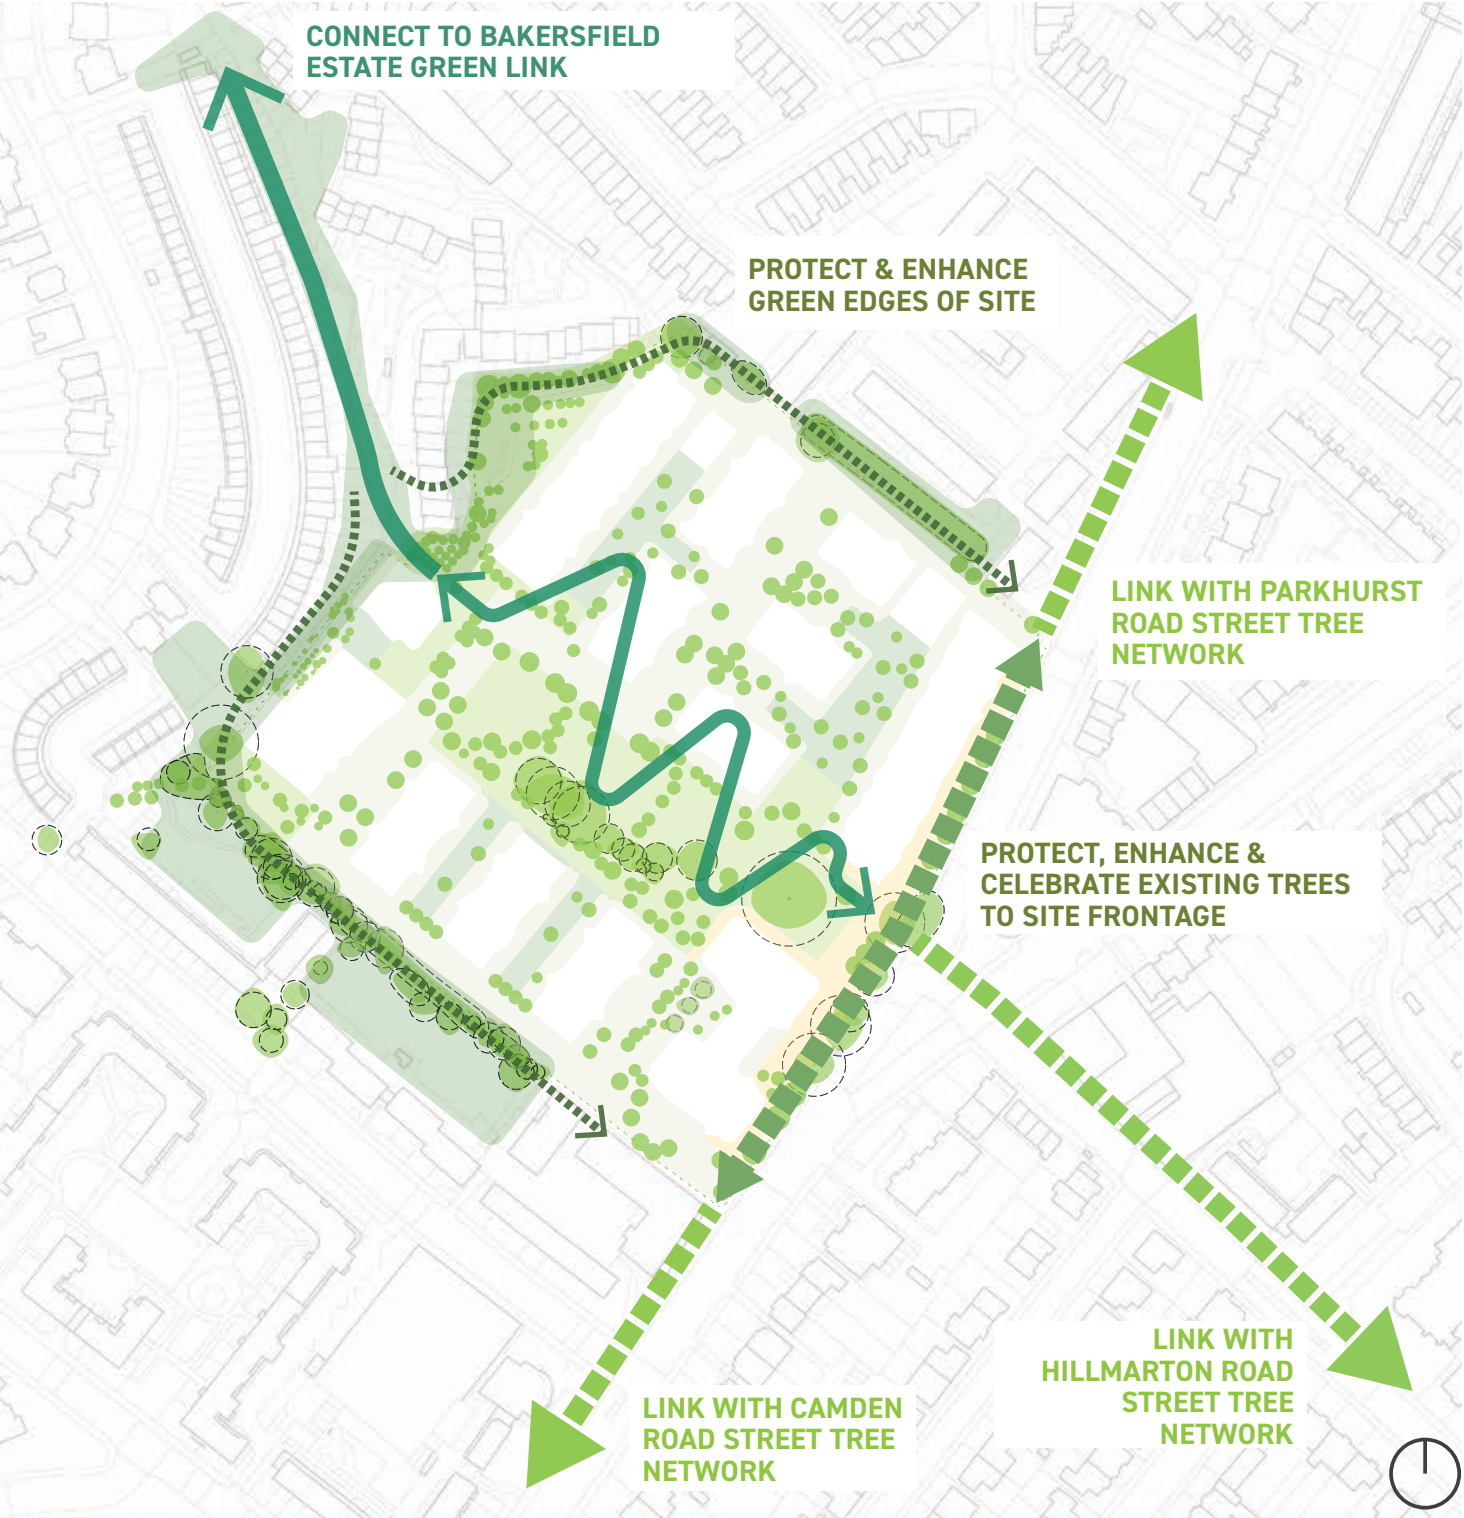 CONNECT TO BAKERSFIELD
ESTATE GREEN LINK
PROTECT & ENHANCE
GREEN EDGES OF SITE
LINK WITH PARKHURST
ROAD STREET TREE
NETWORK
PROTECT, ENHANCE &
CELEBRATE EXISTING TREES
TO SITE FRONTAGE
LINK WITH
HILLMARTON ROAD
STREET TREE
NETWORK
LINK WITH CAMDEN
ROAD STREET TREE
NETWORK